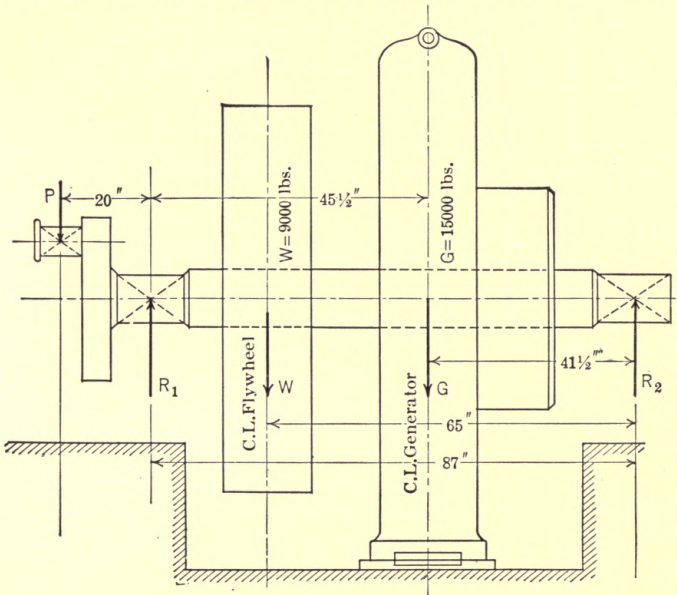 P
20"
45½"
W=9000 lbs.
G=15000 lbs.
R₁
C.L.Flywheel
W
C.L.Generator
G
41½"
R₂
65"
87"